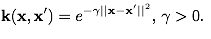 k(x, x′) = e^{−γ||x−x′||²}, γ > 0.